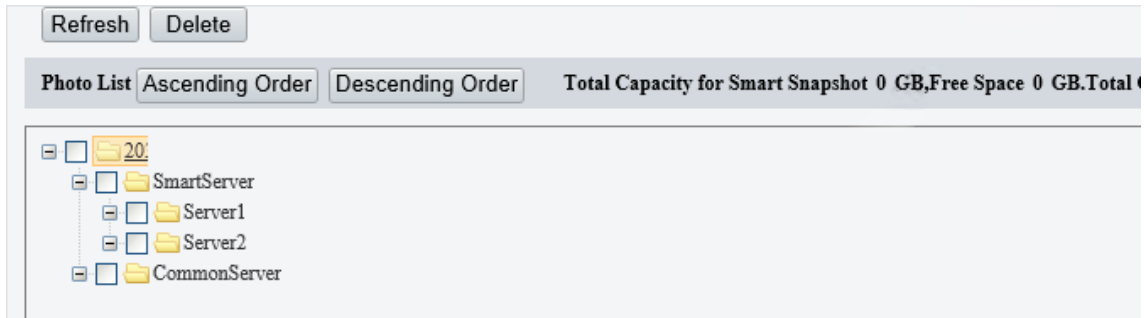 Refresh Delete
Photo List Ascending Order Descending Order Total Capacity for Smart Snapshot 0 GB,Free Space 0 GB.Total
SmartServer
Server1
Server2
CommonServer